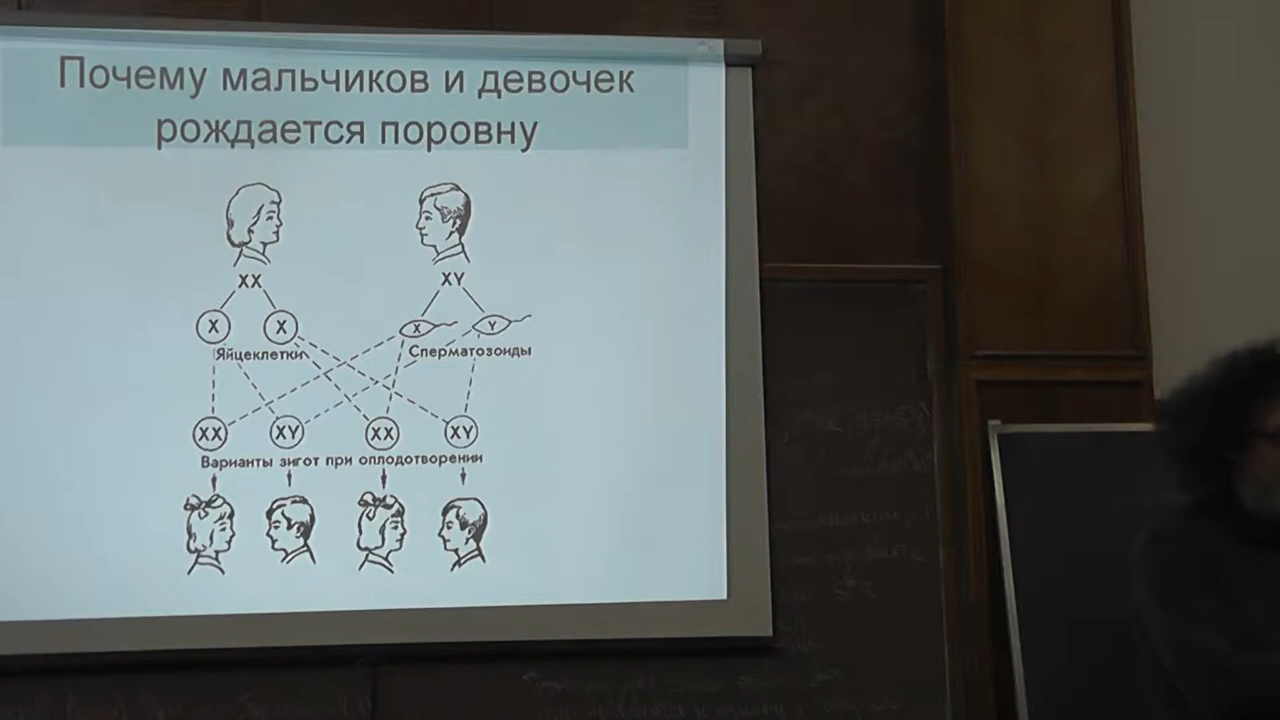 Почему мальчиков и девочек
рождается поровну
XX XY
X X X Y
Яйцеклетки Сперматозоиды
XX XY XX XY
Варианты зигот при оплодотворении